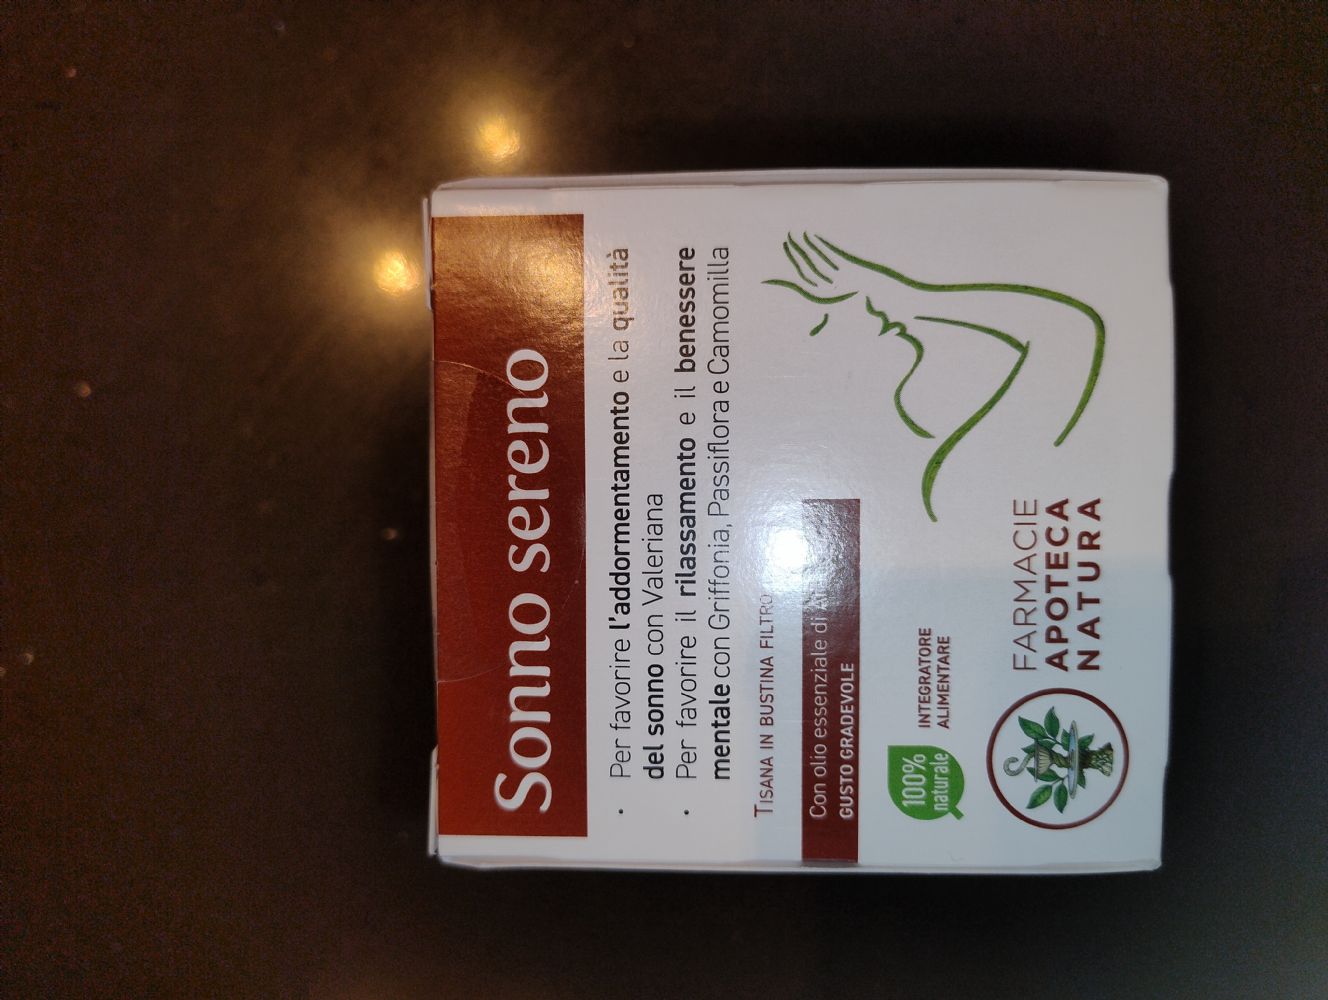 Sonno sereno
• Per favorire l'addormentamento e la qualità
del sonno con Valeriana
• Per favorire il rilassamento e il benessere
mentale con Griffonia, Passiflora e Camomilla
TISANA IN BUSTINA FILTRO
Con olio essenziale di
GUSTO GRADEVOLE
100%
naturale
INTEGRATORE
ALIMENTARE
FARMACIE
APOTECA
NATURA